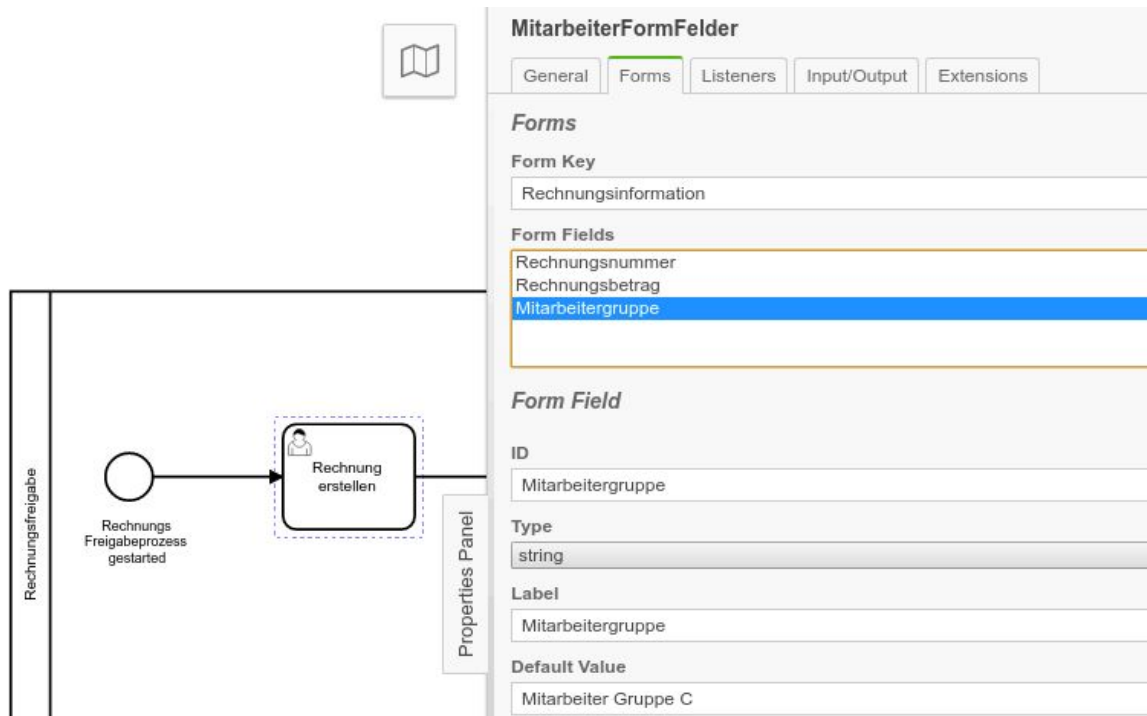 MitarbeiterFormFelder
General Forms Listeners Input/Output Extensions
Forms
Form Key
Rechnungsinformation
Form Fields
Rechnungsnummer
Rechnungsbetrag
Mitarbeitergruppe
Form Field
ID
Mitarbeitergruppe
Type
string
Label
Mitarbeitergruppe
Default Value
Mitarbeiter Gruppe C
Rechnungsfreigabe
Rechnungs
Freigabeprozess
gestarted
Rechnung
erstellen
Properties Panel